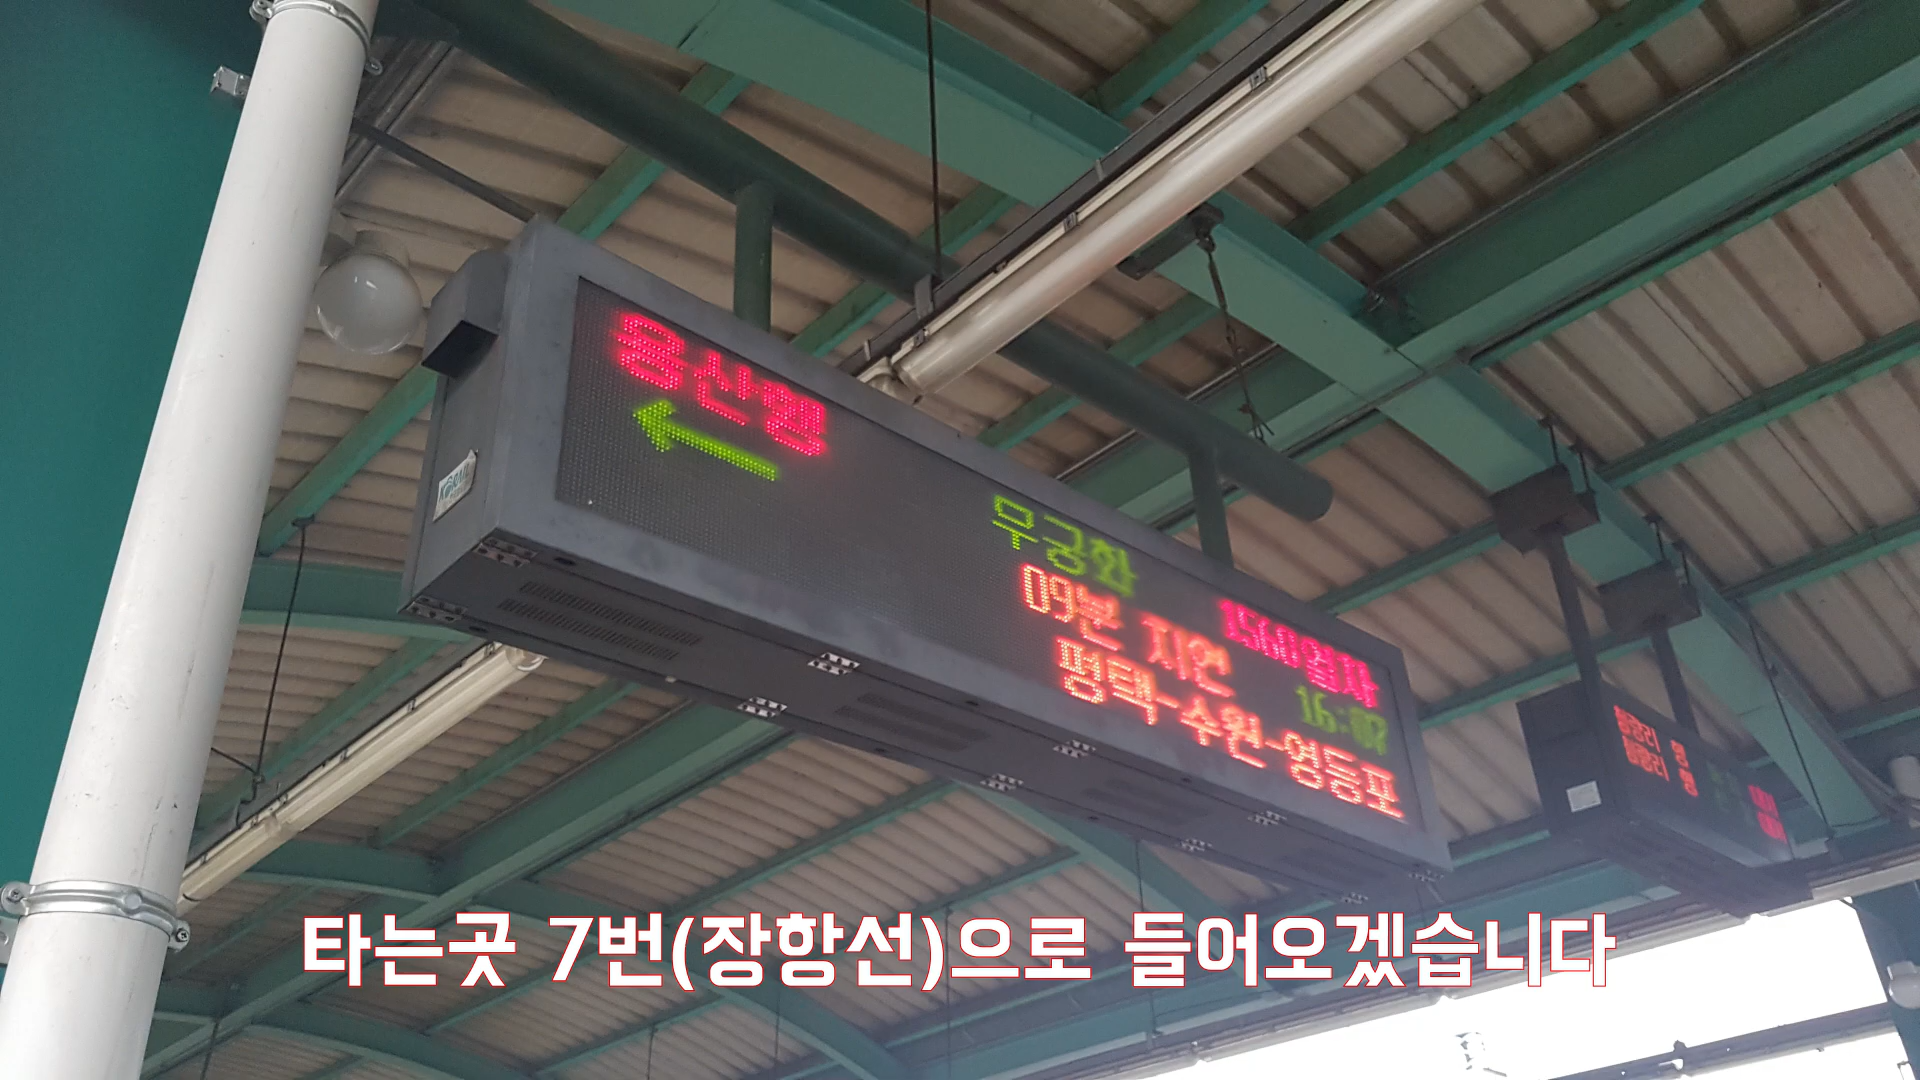 용산행
←
무궁화 1560열차
09분 지연 16:07
평택-수원-영등포
KORAIL
타는곳 7번(장항선)으로 들어오겠습니다